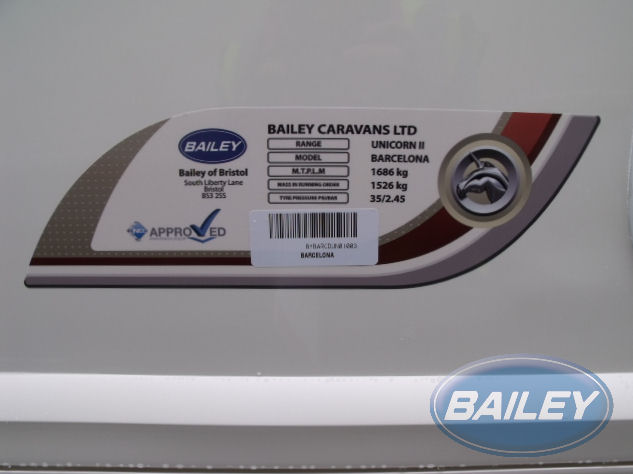 BAILEY
Bailey of Bristol
South Liberty Lane
Bristol
BS3 2SS
APPROVED
BAILEY CARAVANS LTD
RANGE UNICORN II
MODEL BARCELONA
M.T.P.L.M 1686 kg
MASS IN RUNNING ORDER 1526 kg
TYRE PRESSURE PSI/BAR 35/2.45
BARCELONA
BAILEY